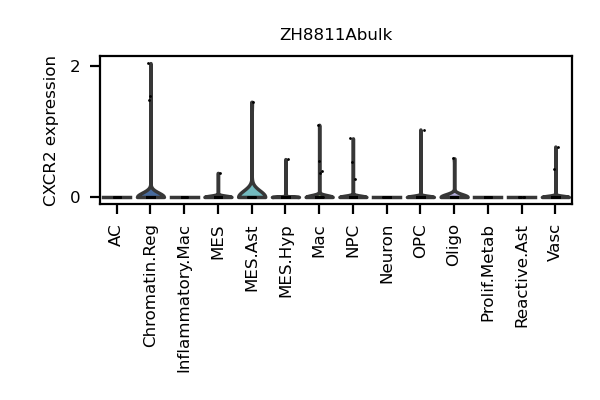 ZH8811Abulk
CXCR2 expression
2
0
AC
Chromatin.Reg
Inflammatory.Mac
MES
MES.Ast
MES.Hyp
Mac
NPC
Neuron
OPC
Oligo
Prolif.Metab
Reactive.Ast
Vasc